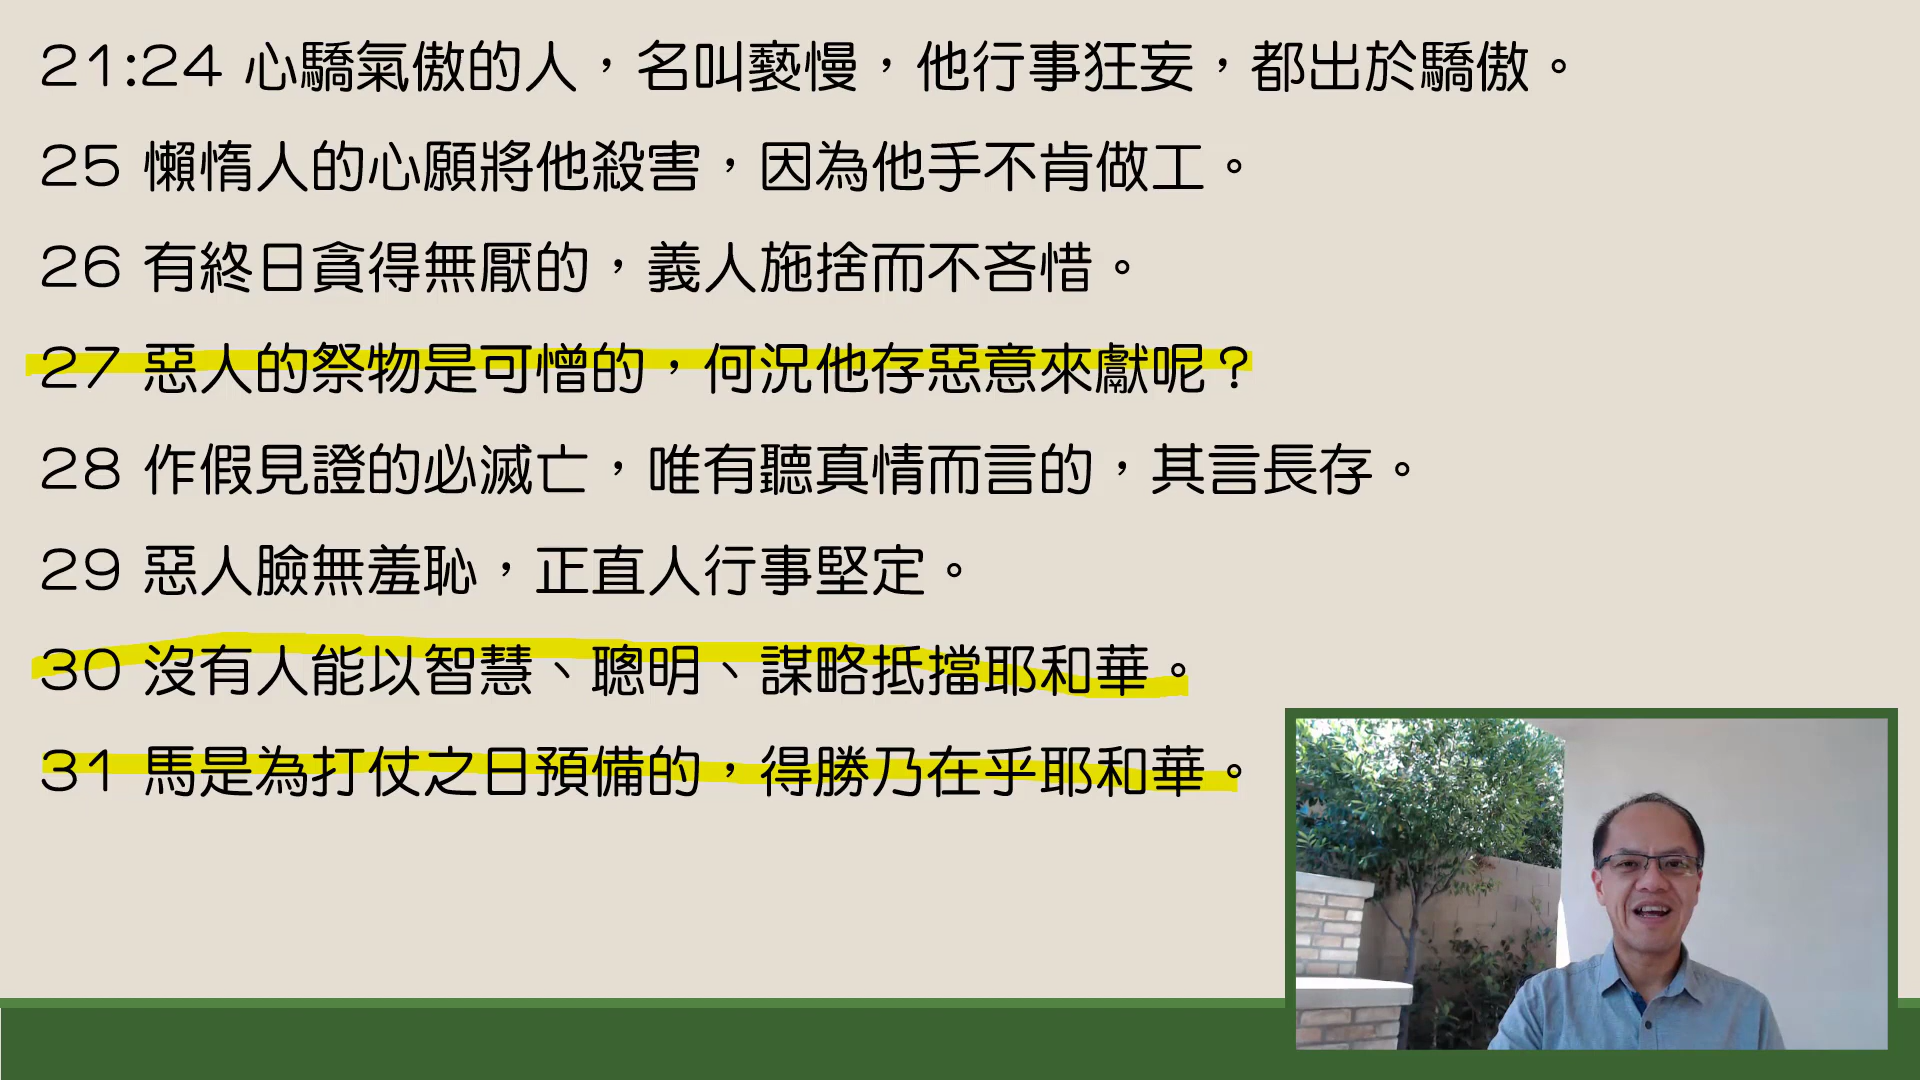 21:24 心驕氣傲的人，名叫褻慢，他行事狂妄，都出於驕傲。
25 懶惰人的心願將他殺害，因為他手不肯做工。
26 有終日貪得無厭的，義人施捨而不吝惜。
27 惡人的祭物是可憎的，何況他存惡意來獻呢？
28 作假見證的必滅亡，唯有聽真情而言的，其言長存。
29 惡人臉無羞恥，正直人行事堅定。
30 沒有人能以智慧、聰明、謀略抵擋耶和華。
31 馬是為打仗之日預備的，得勝乃在乎耶和華。